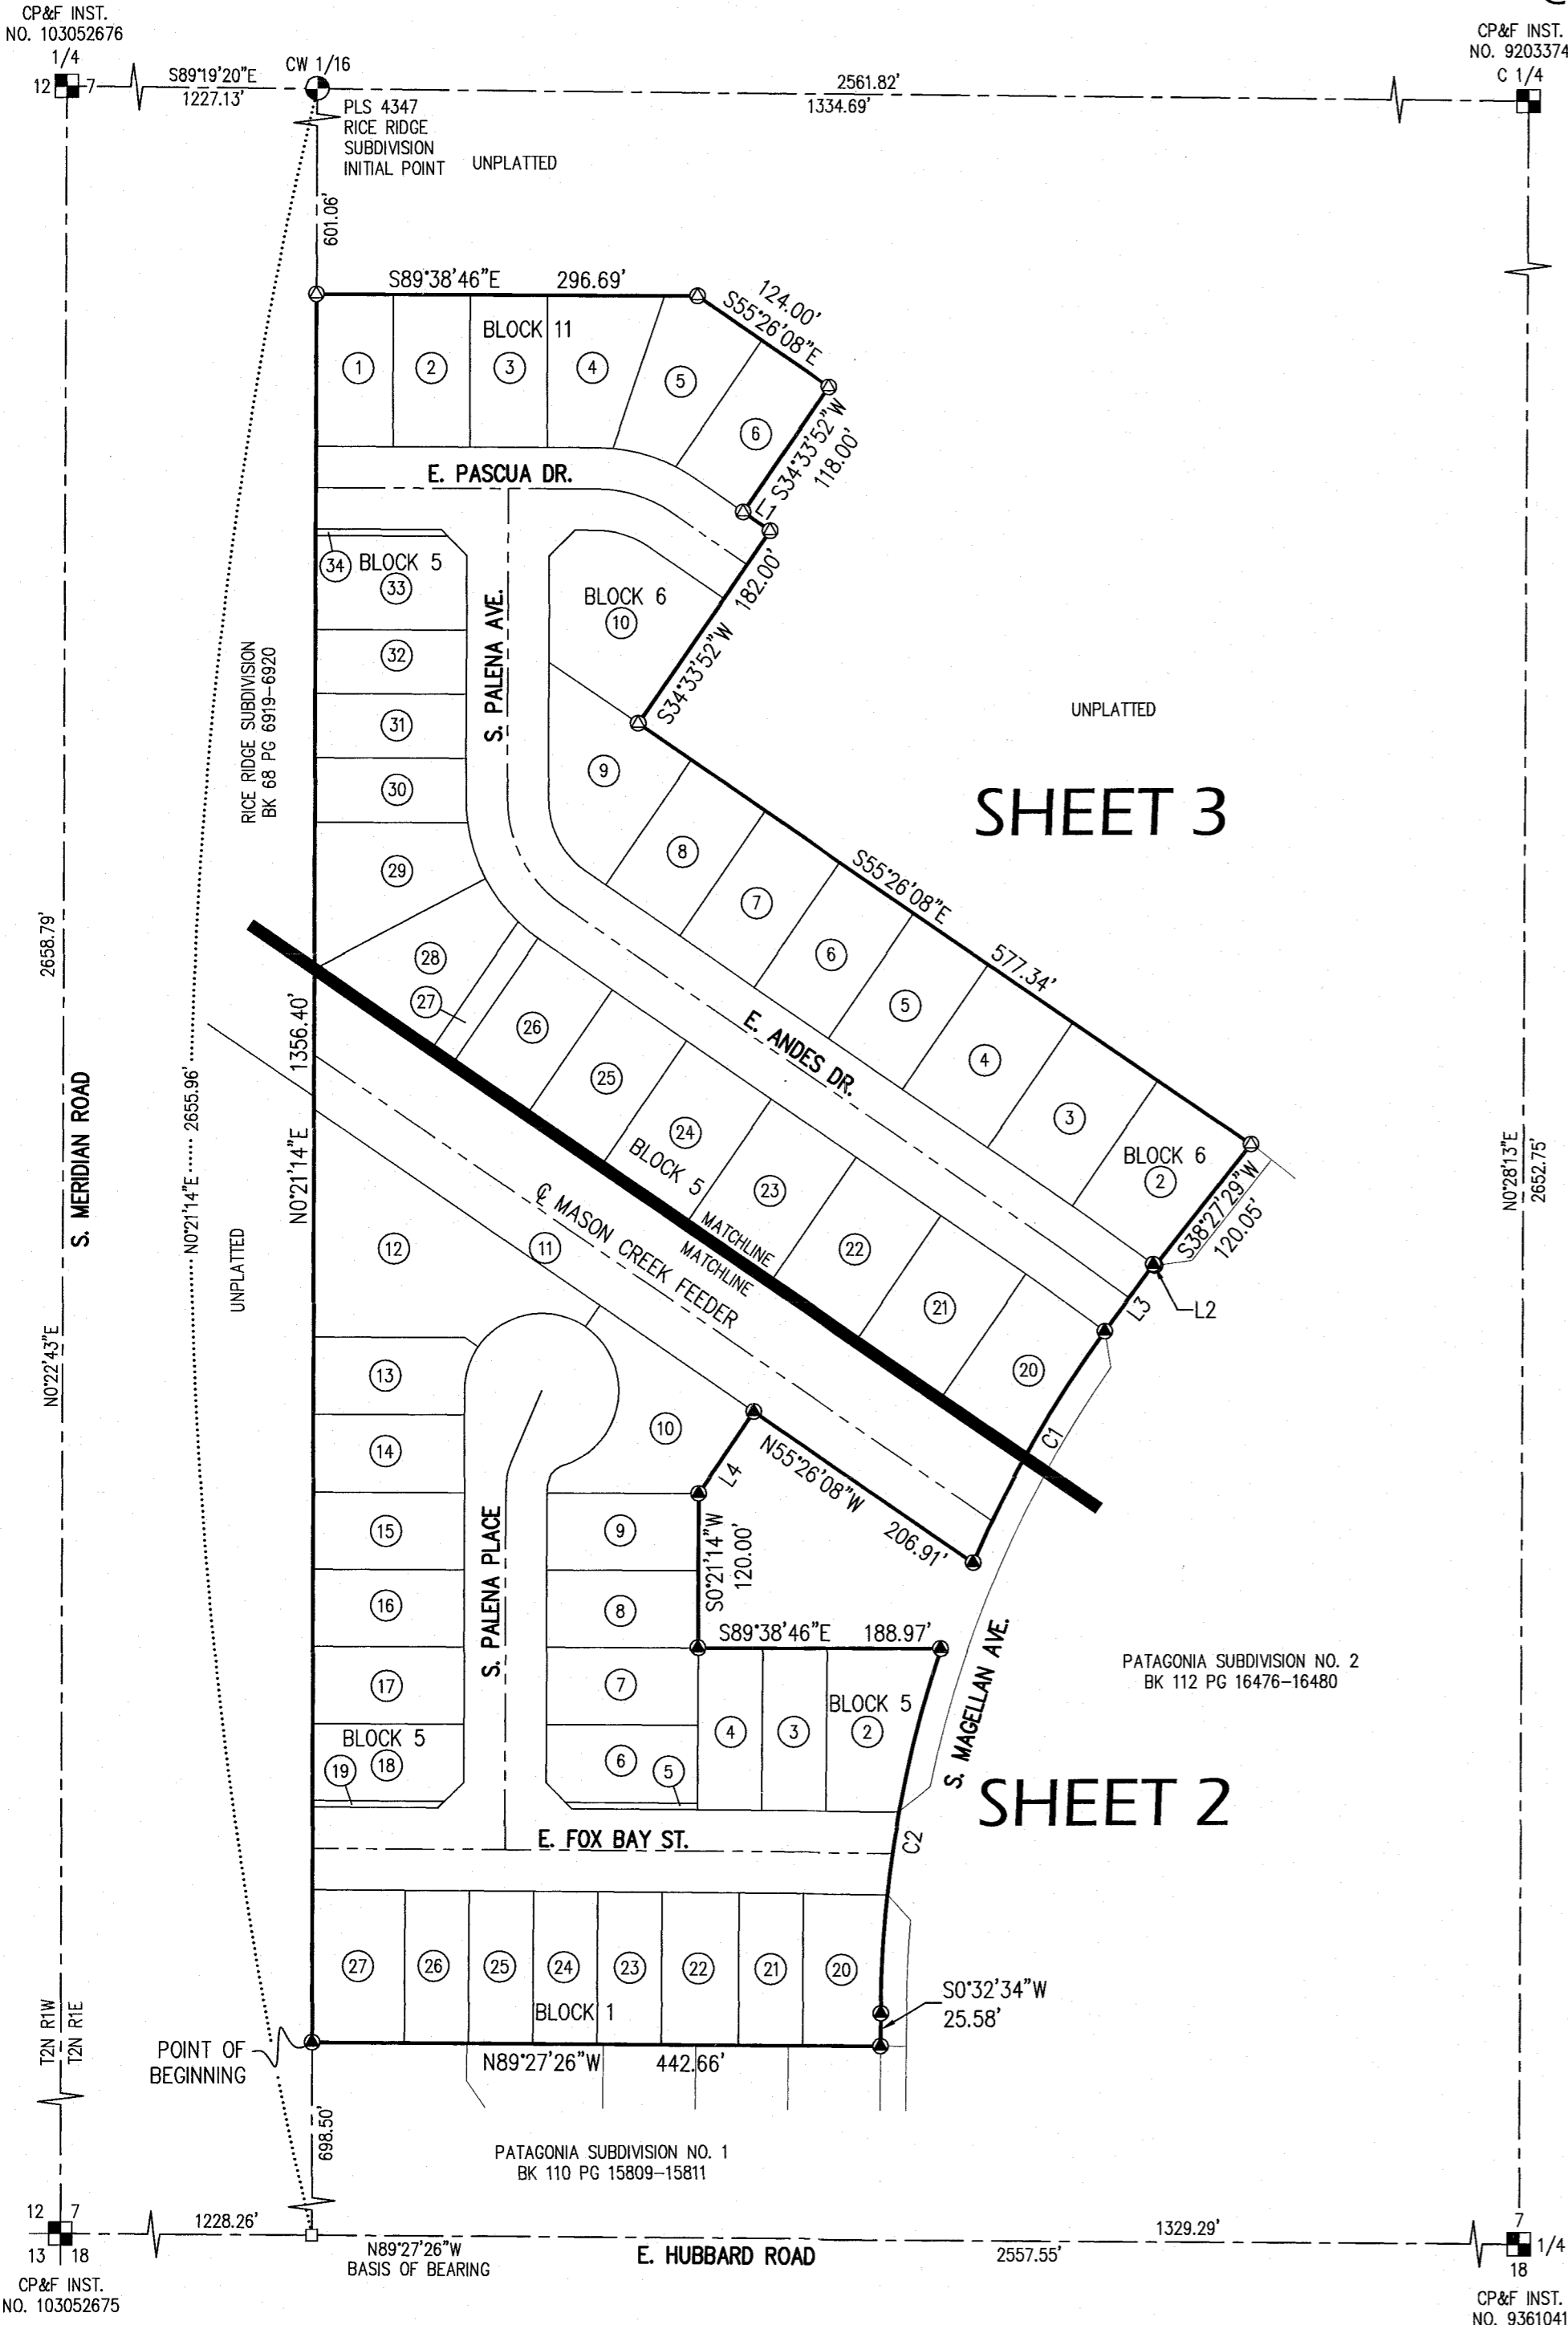 CP&F INST.
NO. 103052676
1/4
12 7
S89°19'20"E
1227.13'
CW 1/16
2561.82'
1334.69'
CP&F INST.
NO. 9203374
C 1/4
PLS 4347
RICE RIDGE
SUBDIVISION
INITIAL POINT
UNPLATTED
601.06'
S89°38'46"E 296.69'
124.00'
S55°26'08"E
BLOCK 11
1
2
3
4
5
6
S34°33'52"W
118.00'
L1
E. PASCUA DR.
34
BLOCK 5
33
32
31
30
29
28
27
S. PALENA AVE.
BLOCK 6
10
S34°33'52"W 182.00'
RICE RIDGE SUBDIVISION
BK 68 PG 6919-6920
UNPLATTED
SHEET 3
9
8
7
6
5
4
3
BLOCK 6
2
S55°26'08"E 577.34'
S38°27'29"W
120.05'
L3
L2
E. ANDES DR.
26
25
24
BLOCK 5
23
22
21
20
MATCHLINE
MATCHLINE
C1
2658.79'
S. MERIDIAN ROAD
N0°22'43"E
N0°21'14"E 2655.96'
1356.40'
N0°21'14"E
UNPLATTED
N0°28'13"E
2652.75'
℄ MASON CREEK FEEDER
12
11
13
14
15
16
17
BLOCK 5
18
19
S. PALENA PLACE
10
L4
N55°26'08"W 206.91'
9
8
7
6
5
S0°21'14"W
120.00'
S89°38'46"E 188.97'
4
3
BLOCK 5
2
S. MAGELLAN AVE.
PATAGONIA SUBDIVISION NO. 2
BK 112 PG 16476-16480
SHEET 2
E. FOX BAY ST.
C2
27
26
25
24
23
22
21
20
BLOCK 1
S0°32'34"W
25.58'
T2N R1W
T2N R1E
POINT OF
BEGINNING
N89°27'26"W 442.66'
698.50'
PATAGONIA SUBDIVISION NO. 1
BK 110 PG 15809-15811
12 7
13 18
1228.26'
N89°27'26"W
BASIS OF BEARING
E. HUBBARD ROAD
2557.55'
1329.29'
7
1/4
18
CP&F INST.
NO. 103052675
CP&F INST.
NO. 9361041